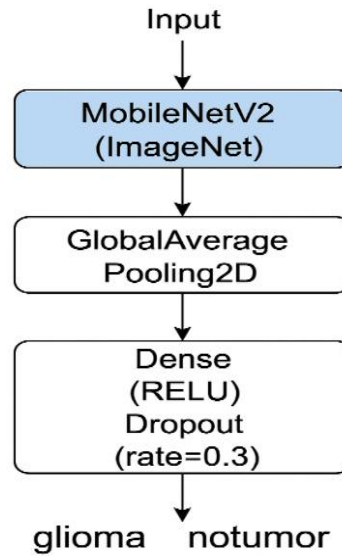 Input
MobileNetV2
(ImageNet)
GlobalAverage
Pooling2D
Dense
(RELU)
Dropout
(rate=0.3)
glioma notumor